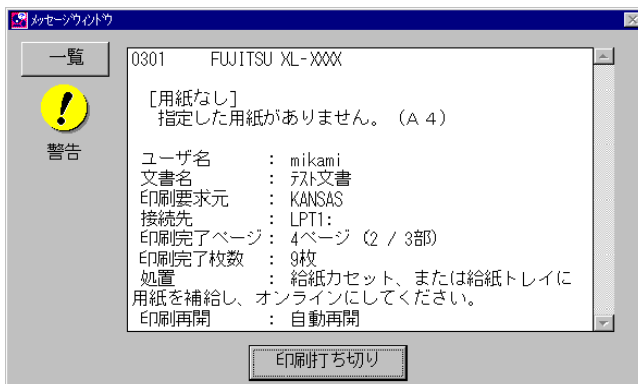 メッセージウィンドウ
一覧
警告
0301 FUJITSU XL-XXX
[用紙なし]
指定した用紙がありません。（A４）
ユーザ名 : mikami
文書名 : ﾃｽﾄ文書
印刷要求元 : KANSAS
接続先 : LPT1:
印刷完了ページ : 4ページ（2 / 3部）
印刷完了枚数 : 9枚
処置 : 給紙カセット、または給紙トレイに
用紙を補給し、オンラインにしてください。
印刷再開 : 自動再開
印刷打ち切り